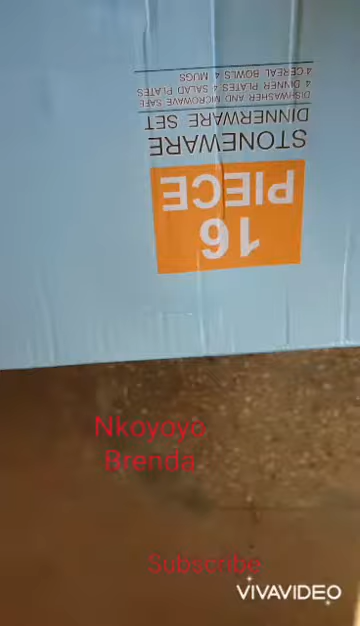 16
PIECE
STONEWARE
DINNERWARE SET
DISHWASHER AND MICROWAVE SAFE
4 DINNER PLATES 4 SALAD PLATES
4 CEREAL BOWLS 4 MUGS
Nkoyoyo
Brenda
Subscribe
VIVAVIDEO